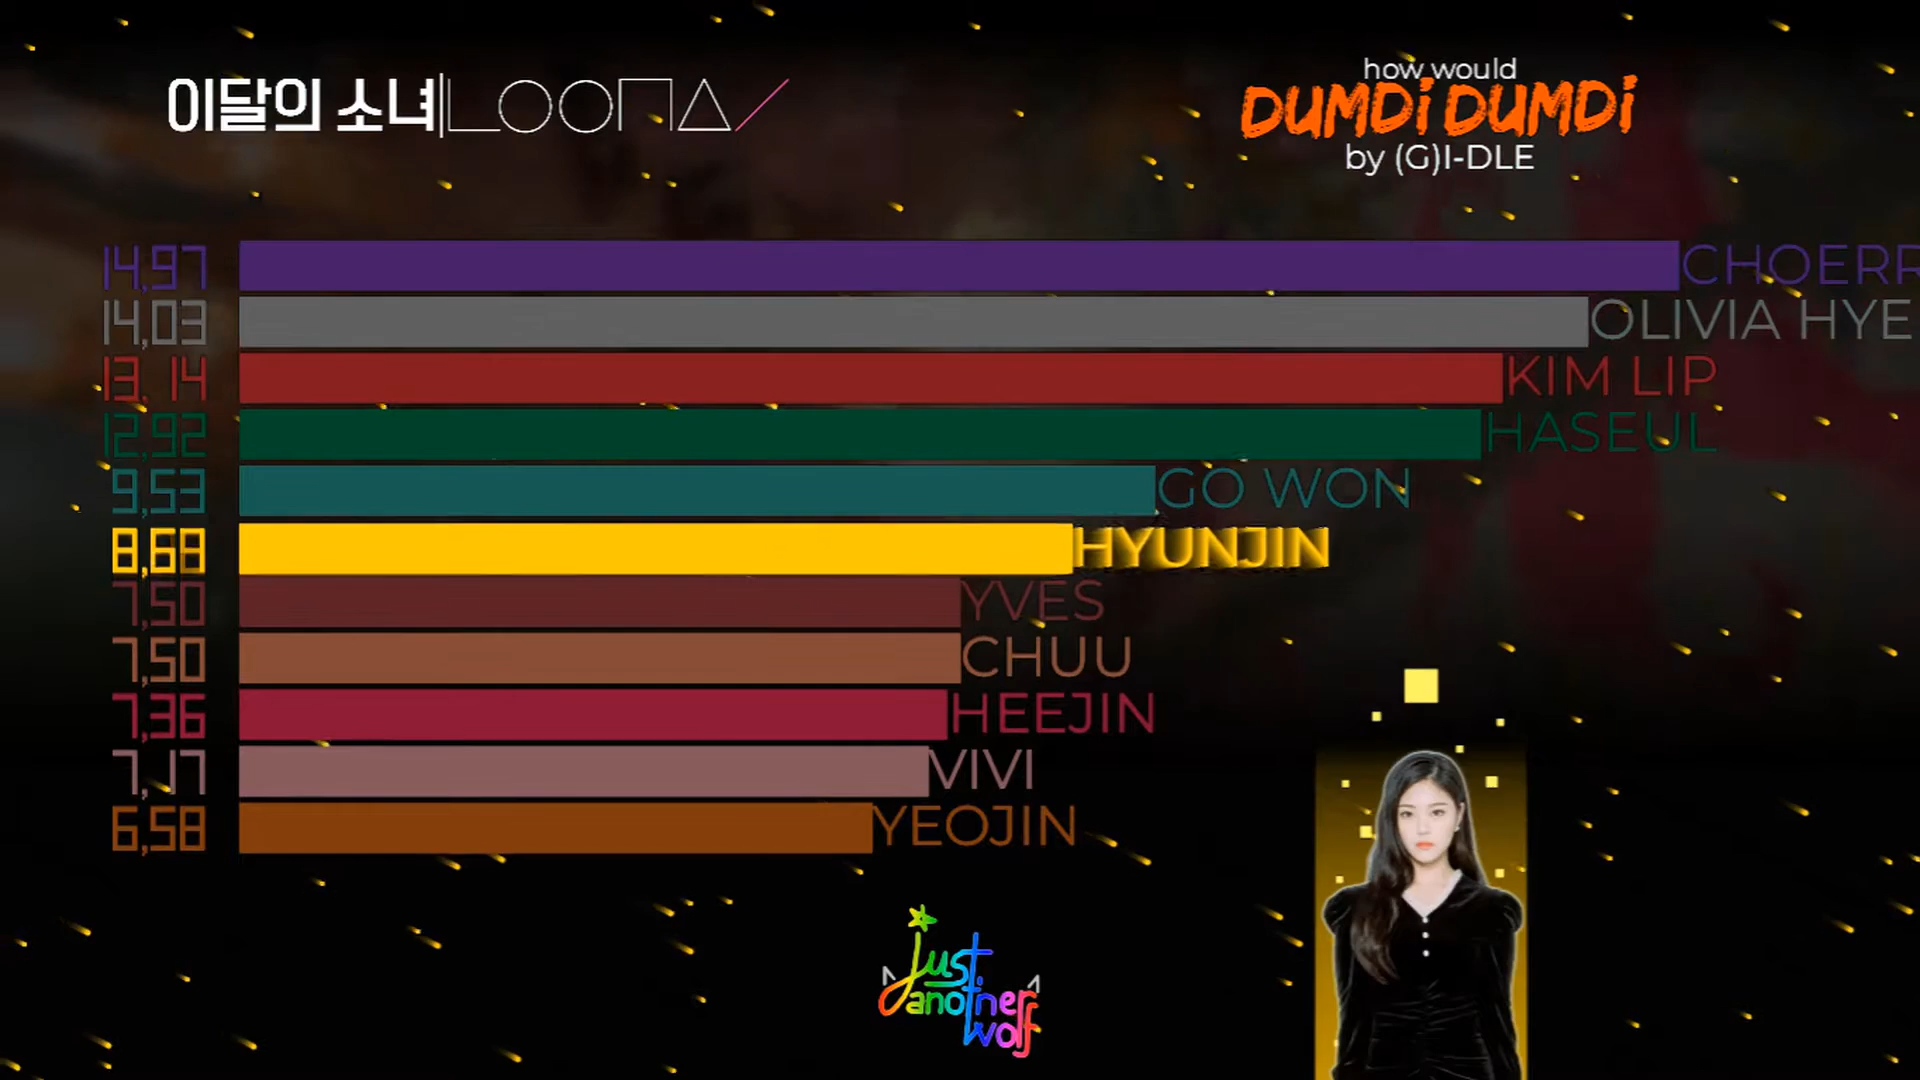 이달의 소녀 LOONA
how would
DUMDi DUMDi
by (G)I-DLE
14,97 CHOERR
14,03 OLIVIA HYE
13,14 KIM LIP
12,92 HASEUL
9,53 GO WON
8,68 HYUNJIN
7,50 YVES
7,50 CHUU
7,36 HEEJIN
7,17 VIVI
6,58 YEOJIN
just
another
wolf